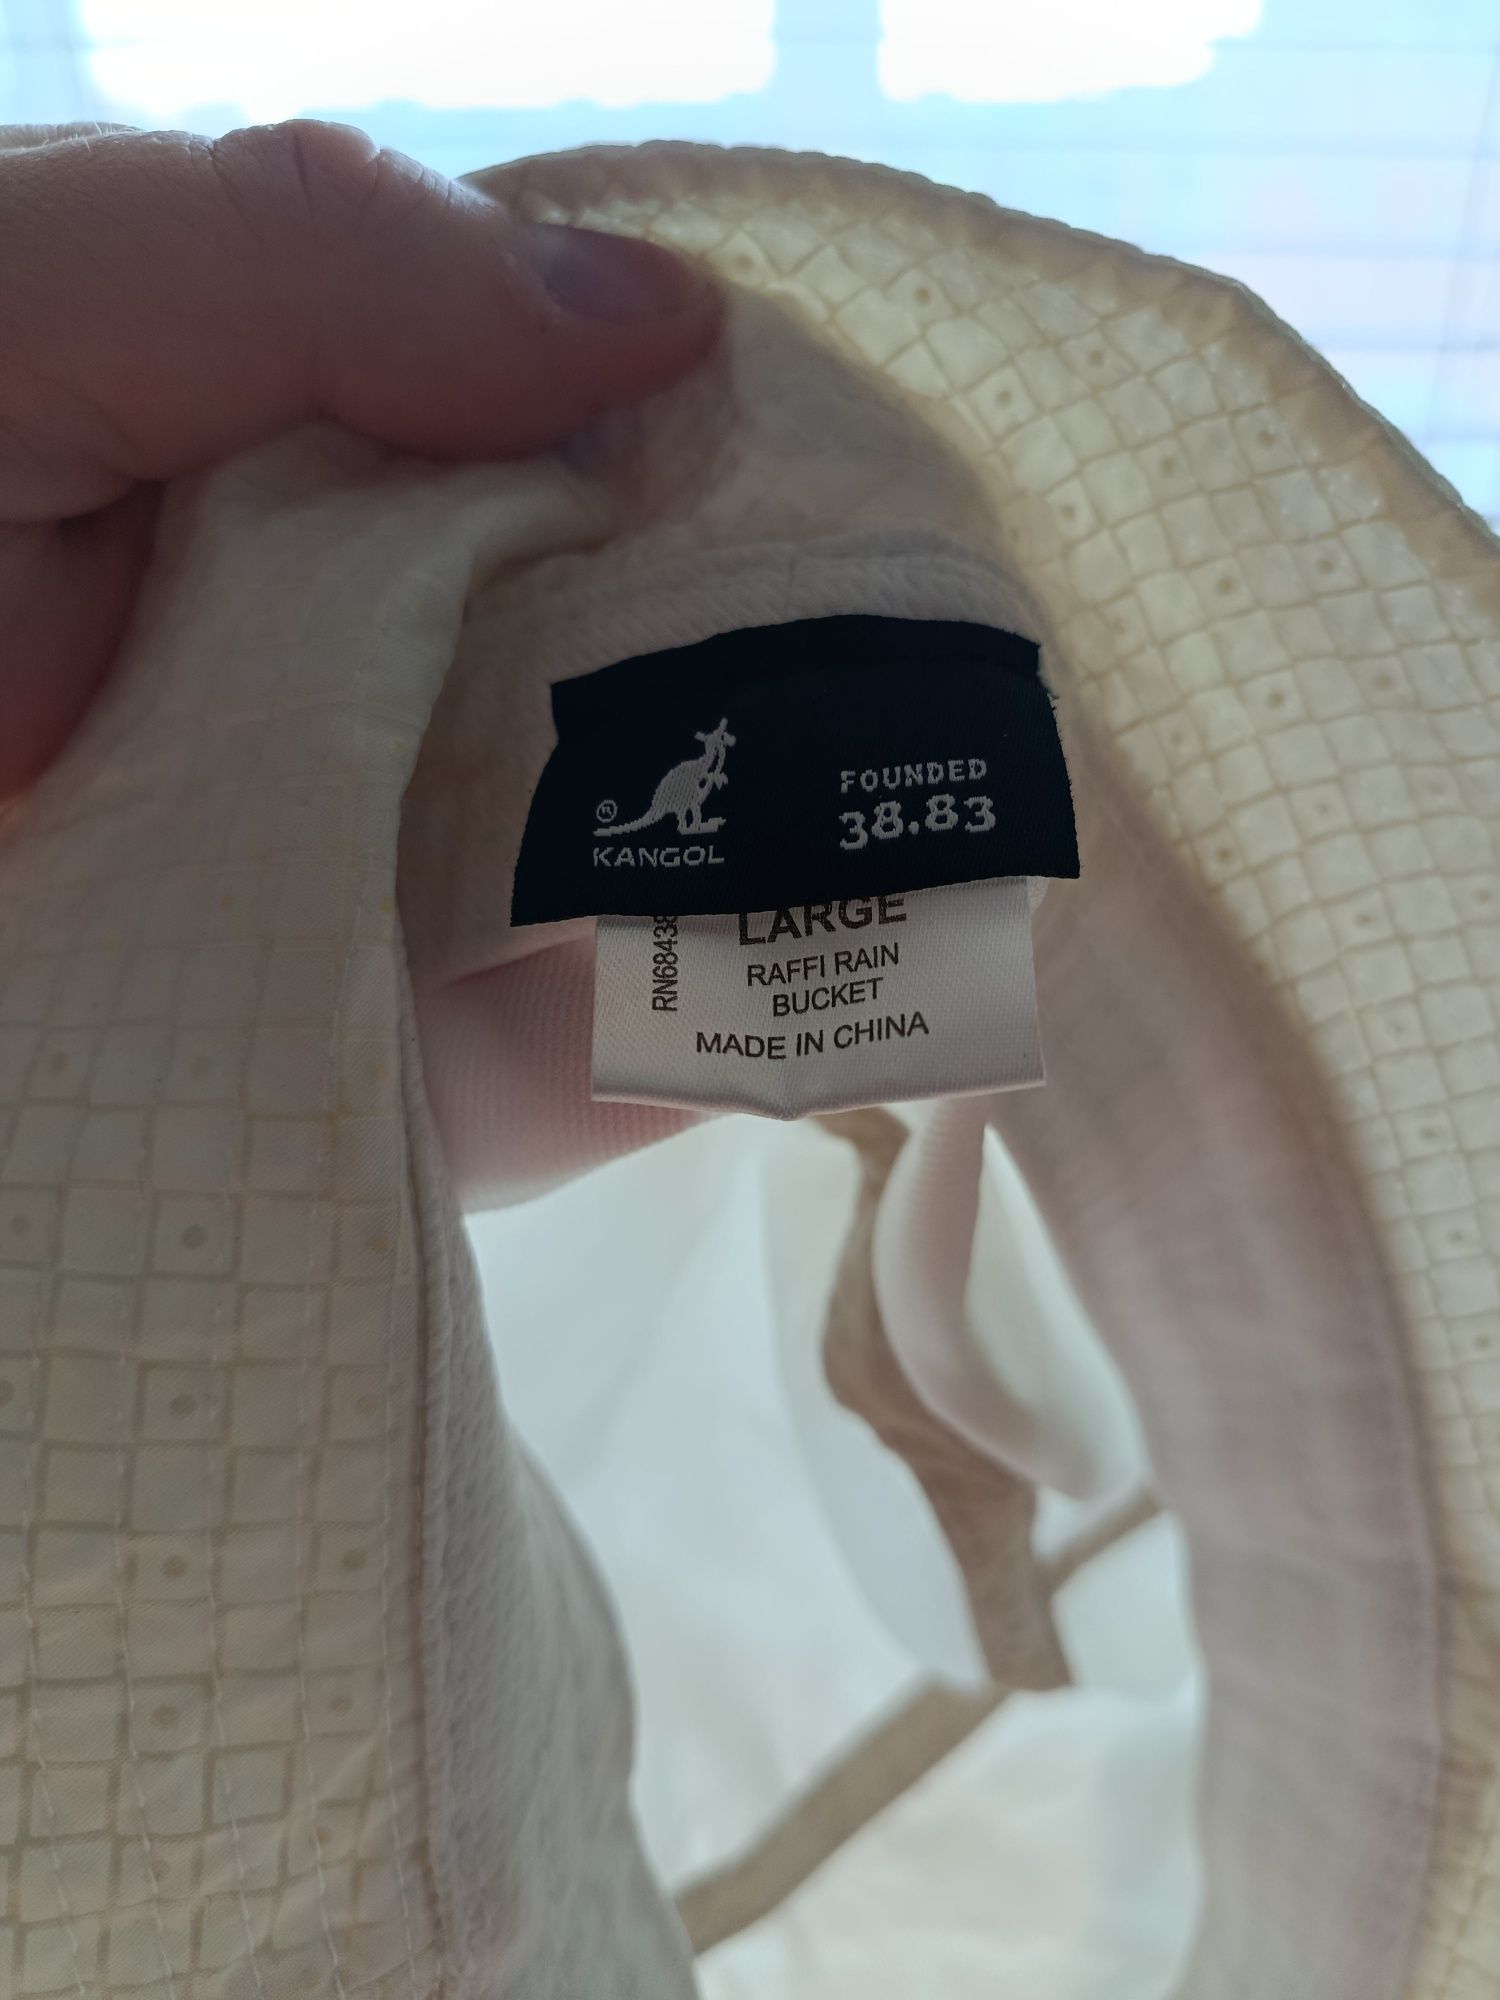 ®
KANGOL
FOUNDED
38.83
LARGE
RAFFI RAIN
BUCKET
MADE IN CHINA